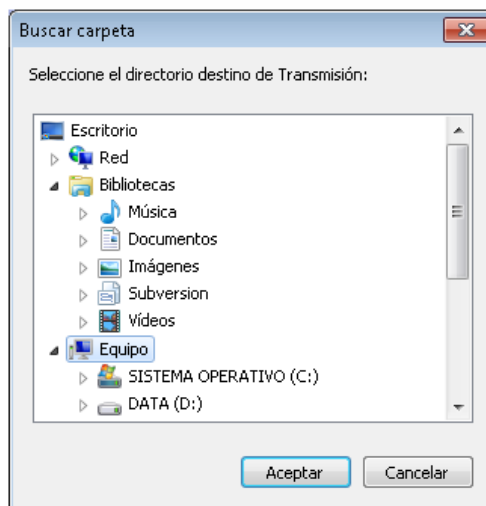 Buscar carpeta
Seleccione el directorio destino de Transmisión:
Escritorio
Red
Bibliotecas
Música
Documentos
Imágenes
Subversion
Vídeos
Equipo
SISTEMA OPERATIVO (C:)
DATA (D:)
Aceptar Cancelar